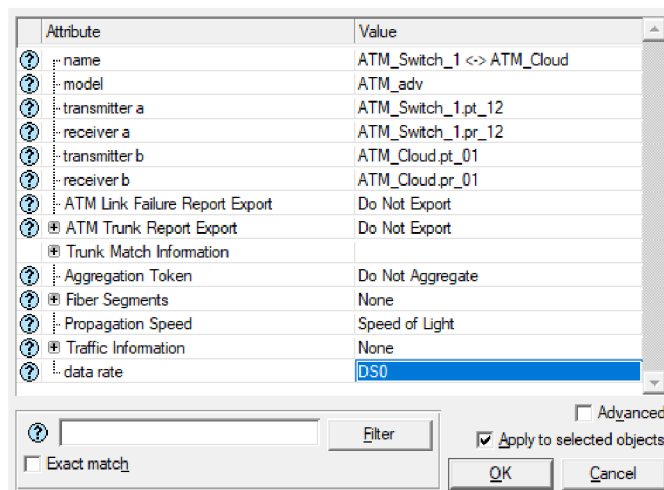 Attribute Value
? name ATM_Switch_1 <-> ATM_Cloud
? model ATM_adv
? transmitter a ATM_Switch_1.pt_12
? receiver a ATM_Switch_1.pr_12
? transmitter b ATM_Cloud.pt_01
? receiver b ATM_Cloud.pr_01
? ATM Link Failure Report Export Do Not Export
? ATM Trunk Report Export Do Not Export
Trunk Match Information
? Aggregation Token Do Not Aggregate
? Fiber Segments None
? Propagation Speed Speed of Light
? Traffic Information None
? data rate DS0
Advanced
? Filter Apply to selected objects
Exact match
OK Cancel